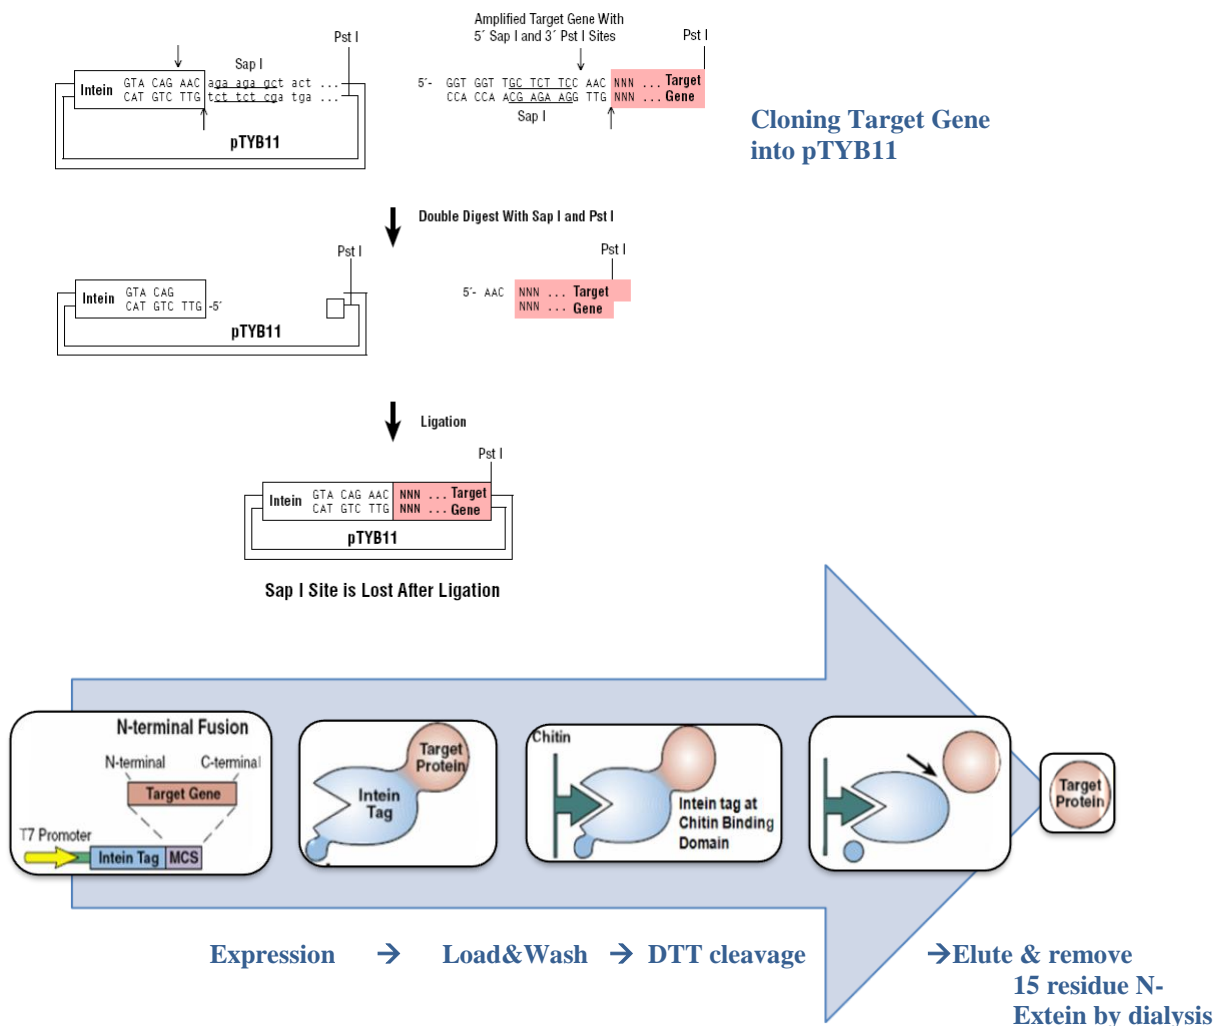 Amplified Target Gene With
5´ Sap I and 3´ Pst I Sites
Pst I
Pst I
Sap I
Intein
GTA CAG AAC aga aga gct act ...
CAT GTC TTG tct tct cga tga ...
pTYB11
5´- GGT GGT TGC TCT TCC AAC NNN ... Target
CCA CCA ACG AGA AGG TTG NNN ... Gene
Sap I
Cloning Target Gene
into pTYB11
Double Digest With Sap I and Pst I
Pst I
Intein
GTA CAG
CAT GTC TTG -5´
pTYB11
Pst I
5´- AAC NNN ... Target
NNN ... Gene
Ligation
Pst I
Intein
GTA CAG AAC NNN ... Target
CAT GTC TTG NNN ... Gene
pTYB11
Sap I Site is Lost After Ligation
N-terminal Fusion
N-terminal C-terminal
Target Gene
T7 Promoter
Intein Tag MCS
Target
Protein
Intein
Tag
Chitin
Intein tag at
Chitin Binding
Domain
Target
Protein
Expression → Load&Wash → DTT cleavage →Elute & remove
15 residue N-
Extein by dialysis